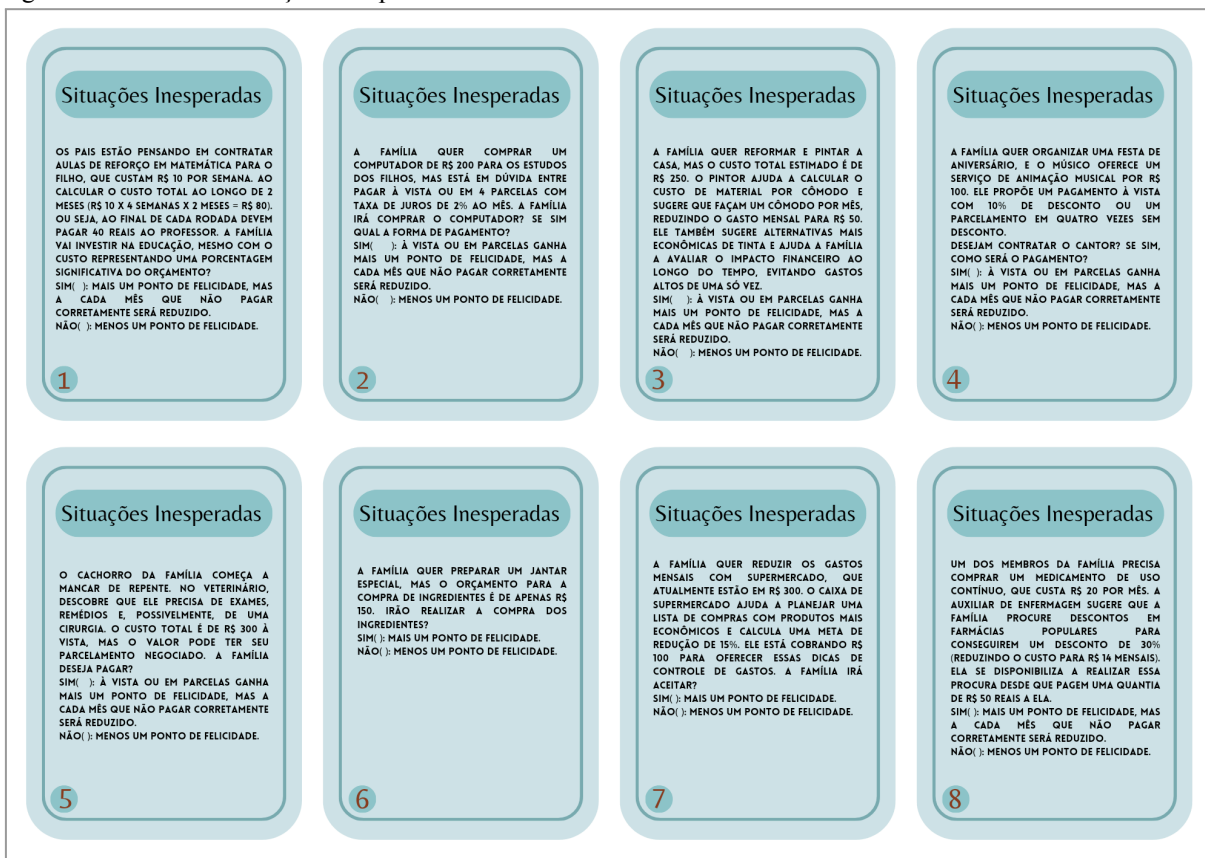 Situações Inesperadas
OS PAIS ESTÃO PENSANDO EM CONTRATAR
AULAS DE REFORÇO EM MATEMÁTICA PARA O
FILHO, QUE CUSTAM R$ 10 POR SEMANA. AO
CALCULAR O CUSTO TOTAL AO LONGO DE 2
MESES (R$ 10 X 4 SEMANAS X 2 MESES = R$ 80).
OU SEJA, AO FINAL DE CADA RODADA DEVEM
PAGAR 40 REAIS AO PROFESSOR. A FAMÍLIA
VAI INVESTIR NA EDUCAÇÃO, MESMO COM O
CUSTO REPRESENTANDO UMA PORCENTAGEM
SIGNIFICATIVA DO ORÇAMENTO?
SIM( ): MAIS UM PONTO DE FELICIDADE, MAS
A CADA MÊS QUE NÃO PAGAR
CORRETAMENTE SERÁ REDUZIDO.
NÃO( ): MENOS UM PONTO DE FELICIDADE.
1
Situações Inesperadas
A FAMÍLIA QUER COMPRAR UM
COMPUTADOR DE R$ 200 PARA OS ESTUDOS
DOS FILHOS, MAS ESTÁ EM DÚVIDA ENTRE
PAGAR À VISTA OU EM 4 PARCELAS COM
TAXA DE JUROS DE 2% AO MÊS. A FAMÍLIA
IRÁ COMPRAR O COMPUTADOR? SE SIM
QUAL A FORMA DE PAGAMENTO?
SIM( ): À VISTA OU EM PARCELAS GANHA
MAIS UM PONTO DE FELICIDADE, MAS A
CADA MÊS QUE NÃO PAGAR CORRETAMENTE
SERÁ REDUZIDO.
NÃO( ): MENOS UM PONTO DE FELICIDADE.
2
Situações Inesperadas
A FAMÍLIA QUER REFORMAR E PINTAR A
CASA, MAS O CUSTO TOTAL ESTIMADO É DE
R$ 250. O PINTOR AJUDA A CALCULAR O
CUSTO DE MATERIAL POR CÔMODO E
SUGERE QUE FAÇAM UM CÔMODO POR MÊS,
REDUZINDO O GASTO MENSAL PARA R$ 50.
ELE TAMBÉM SUGERE ALTERNATIVAS MAIS
ECONÔMICAS DE TINTA E AJUDA A FAMÍLIA
A AVALIAR O IMPACTO FINANCEIRO AO
LONGO DO TEMPO, EVITANDO GASTOS
ALTOS DE UMA SÓ VEZ.
SIM( ): À VISTA OU EM PARCELAS GANHA
MAIS UM PONTO DE FELICIDADE, MAS A
CADA MÊS QUE NÃO PAGAR CORRETAMENTE
SERÁ REDUZIDO.
NÃO( ): MENOS UM PONTO DE FELICIDADE.
3
Situações Inesperadas
A FAMÍLIA QUER ORGANIZAR UMA FESTA DE
ANIVERSÁRIO, E O MÚSICO OFERECE UM
SERVIÇO DE ANIMAÇÃO MUSICAL POR R$
100. ELE PROPÕE UM PAGAMENTO À VISTA
COM 10% DE DESCONTO OU UM
PARCELAMENTO EM QUATRO VEZES SEM
DESCONTO.
DESEJAM CONTRATAR O CANTOR? SE SIM,
COMO SERÁ O PAGAMENTO?
SIM( ): À VISTA OU EM PARCELAS GANHA
MAIS UM PONTO DE FELICIDADE, MAS A
CADA MÊS QUE NÃO PAGAR CORRETAMENTE
SERÁ REDUZIDO.
NÃO( ): MENOS UM PONTO DE FELICIDADE.
4
Situações Inesperadas
O CACHORRO DA FAMÍLIA COMEÇA A
MANCAR DE REPENTE. NO VETERINÁRIO,
DESCOBRE QUE ELE PRECISA DE EXAMES,
REMÉDIOS E, POSSIVELMENTE, DE UMA
CIRURGIA. O CUSTO TOTAL É DE R$ 300 À
VISTA, MAS O VALOR PODE TER SEU
PARCELAMENTO NEGOCIADO. A FAMÍLIA
DESEJA PAGAR?
SIM( ): À VISTA OU EM PARCELAS GANHA
MAIS UM PONTO DE FELICIDADE, MAS A
CADA MÊS QUE NÃO PAGAR CORRETAMENTE
SERÁ REDUZIDO.
NÃO( ): MENOS UM PONTO DE FELICIDADE.
5
Situações Inesperadas
A FAMÍLIA QUER PREPARAR UM JANTAR
ESPECIAL, MAS O ORÇAMENTO PARA A
COMPRA DE INGREDIENTES É DE APENAS R$
150. IRÃO REALIZAR A COMPRA DOS
INGREDIENTES?
SIM( ): MAIS UM PONTO DE FELICIDADE.
NÃO( ): MENOS UM PONTO DE FELICIDADE.
6
Situações Inesperadas
A FAMÍLIA QUER REDUZIR OS GASTOS
MENSAIS COM SUPERMERCADO, QUE
ATUALMENTE ESTÃO EM R$ 300. O CAIXA DE
SUPERMERCADO AJUDA A PLANEJAR UMA
LISTA DE COMPRAS COM PRODUTOS MAIS
ECONÔMICOS E CALCULA UMA META DE
REDUÇÃO DE 15%. ELE ESTÁ COBRANDO R$
100 PARA OFERECER ESSAS DICAS DE
CONTROLE DE GASTOS. A FAMÍLIA IRÁ
ACEITAR?
SIM( ): MAIS UM PONTO DE FELICIDADE.
NÃO( ): MENOS UM PONTO DE FELICIDADE.
7
Situações Inesperadas
UM DOS MEMBROS DA FAMÍLIA PRECISA
COMPRAR UM MEDICAMENTO DE USO
CONTÍNUO, QUE CUSTA R$ 20 POR MÊS. A
AUXILIAR DE ENFERMAGEM SUGERE QUE A
FAMÍLIA PROCURE DESCONTOS EM
FARMÁCIAS POPULARES PARA
CONSEGUIREM UM DESCONTO DE 30%
(REDUZINDO O CUSTO PARA R$ 14 MENSAIS).
ELA SE DISPONIBILIZA A REALIZAR ESSA
PROCURA DESDE QUE PAGEM UMA QUANTIA
DE R$ 50 REAIS A ELA.
SIM( ): MAIS UM PONTO DE FELICIDADE, MAS
A CADA MÊS QUE NÃO PAGAR
CORRETAMENTE SERÁ REDUZIDO.
NÃO( ): MENOS UM PONTO DE FELICIDADE.
8